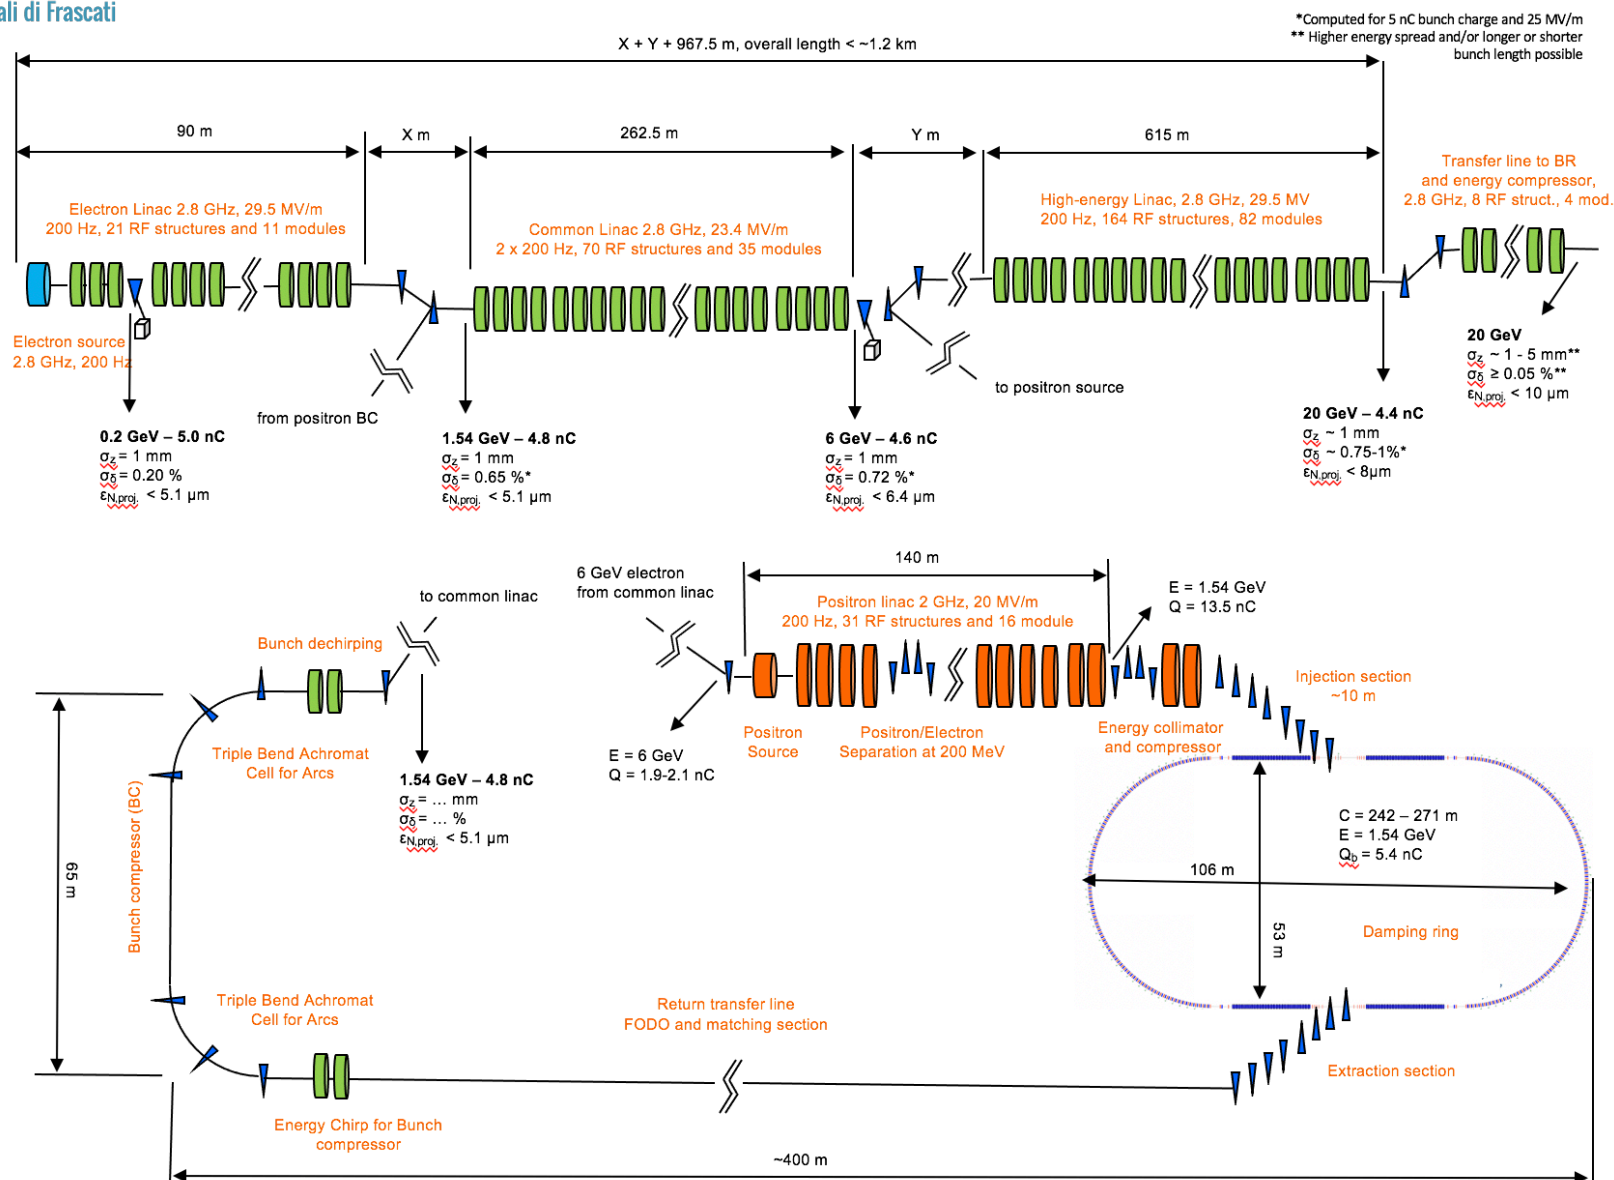 ali di Frascati
*Computed for 5 nC bunch charge and 25 MV/m
** Higher energy spread and/or longer or shorter
bunch length possible
X + Y + 967.5 m, overall length < ~1.2 km
90 m
X m
262.5 m
Y m
615 m
Electron Linac 2.8 GHz, 29.5 MV/m
200 Hz, 21 RF structures and 11 modules
Common Linac 2.8 GHz, 23.4 MV/m
2 x 200 Hz, 70 RF structures and 35 modules
High-energy Linac, 2.8 GHz, 29.5 MV
200 Hz, 164 RF structures, 82 modules
Transfer line to BR
and energy compressor,
2.8 GHz, 8 RF struct., 4 mod.
Electron source
2.8 GHz, 200 Hz
from positron BC
to positron source
0.2 GeV – 5.0 nC
σz = 1 mm
σδ = 0.20 %
εN,proj. < 5.1 µm
1.54 GeV – 4.8 nC
σz = 1 mm
σδ = 0.65 %*
εN,proj. < 5.1 µm
6 GeV – 4.6 nC
σz = 1 mm
σδ = 0.72 %*
εN,proj. < 6.4 µm
20 GeV – 4.4 nC
σz ~ 1 mm
σδ ~ 0.75-1%*
εN,proj. < 8µm
20 GeV
σz ~ 1 - 5 mm**
σδ ≥ 0.05 %**
εN,proj. < 10 µm
to common linac
Bunch dechirping
Triple Bend Achromat
Cell for Arcs
1.54 GeV – 4.8 nC
σz = ... mm
σδ = ... %
εN,proj. < 5.1 µm
65 m
Bunch compressor (BC)
Triple Bend Achromat
Cell for Arcs
Energy Chirp for Bunch
compressor
6 GeV electron
from common linac
140 m
Positron linac 2 GHz, 20 MV/m
200 Hz, 31 RF structures and 16 module
E = 1.54 GeV
Q = 13.5 nC
E = 6 GeV
Q = 1.9-2.1 nC
Positron
Source
Positron/Electron
Separation at 200 MeV
Energy collimator
and compressor
Injection section
~10 m
C = 242 – 271 m
E = 1.54 GeV
Qb = 5.4 nC
106 m
53 m
Damping ring
Return transfer line
FODO and matching section
Extraction section
~400 m